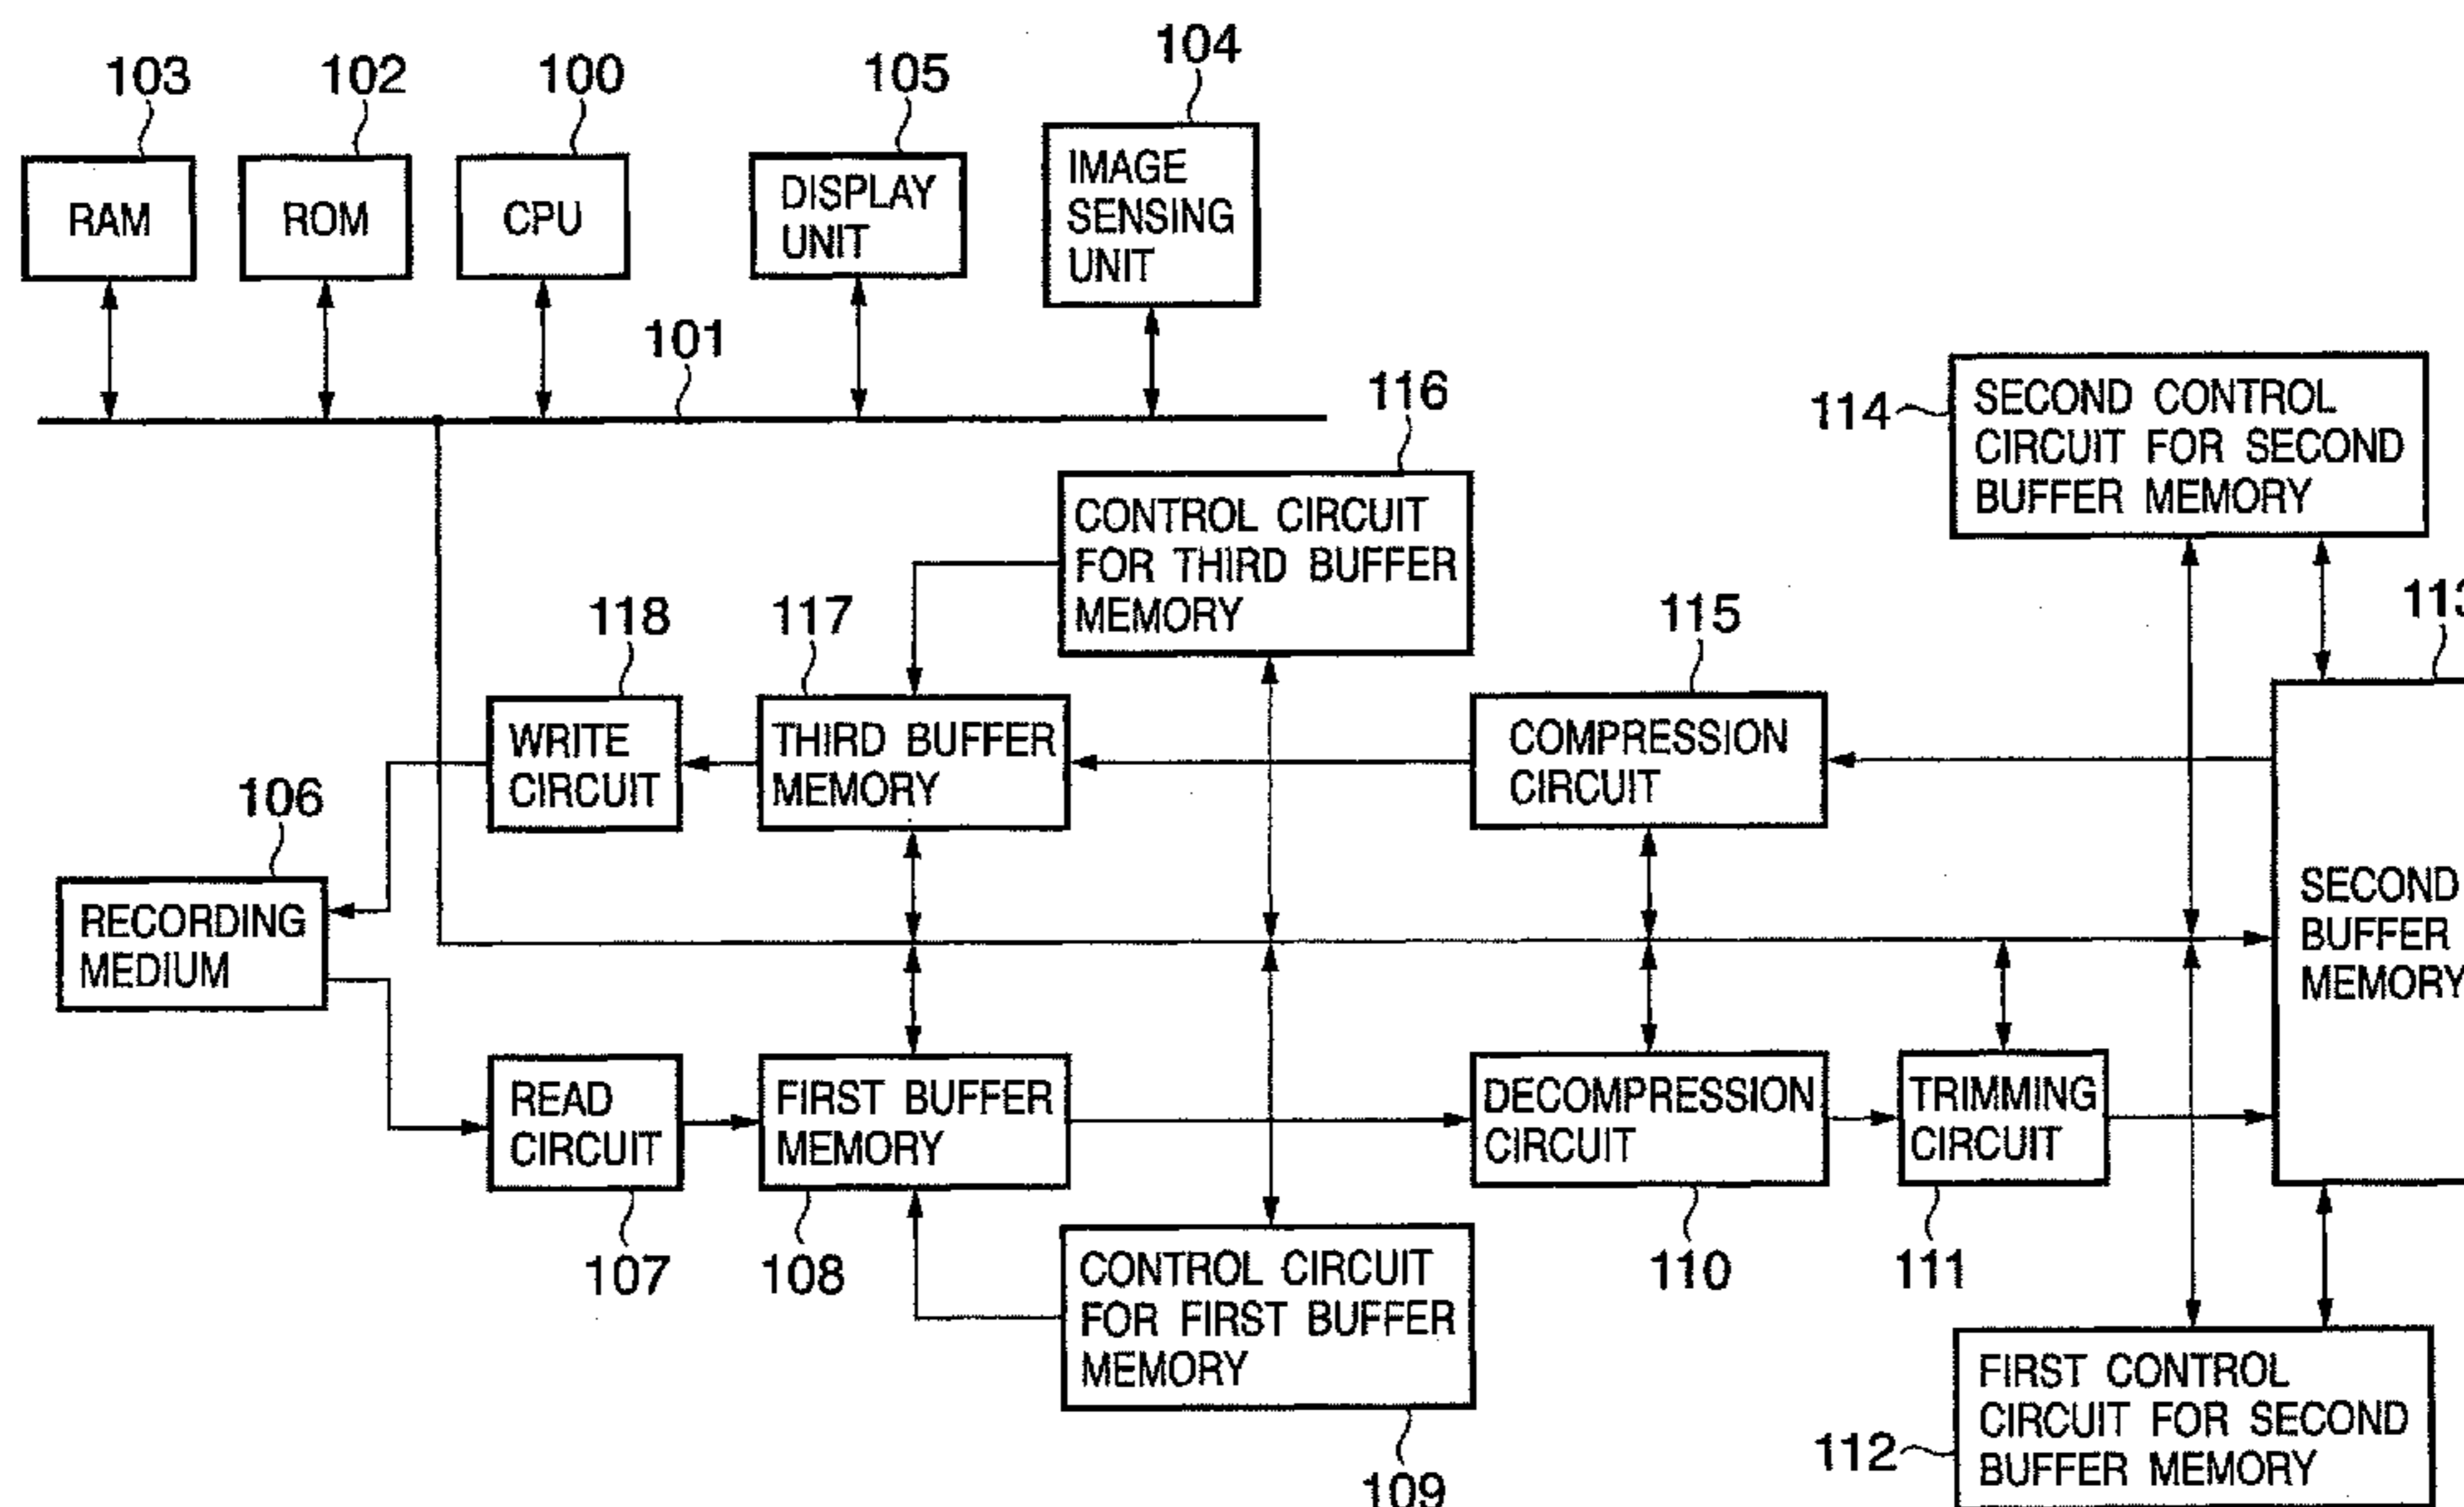 103
102
100
105
104
RAM
ROM
CPU
DISPLAY
UNIT
IMAGE
SENSING
UNIT
101
116
114
SECOND CONTROL
CIRCUIT FOR SECOND
BUFFER MEMORY
CONTROL CIRCUIT
FOR THIRD BUFFER
MEMORY
118
117
115
113
WRITE
CIRCUIT
THIRD BUFFER
MEMORY
COMPRESSION
CIRCUIT
106
RECORDING
MEDIUM
SECOND
BUFFER
MEMORY
READ
CIRCUIT
FIRST BUFFER
MEMORY
DECOMPRESSION
CIRCUIT
TRIMMING
CIRCUIT
107
108
110
111
CONTROL CIRCUIT
FOR FIRST BUFFER
MEMORY
109
112
FIRST CONTROL
CIRCUIT FOR SECOND
BUFFER MEMORY